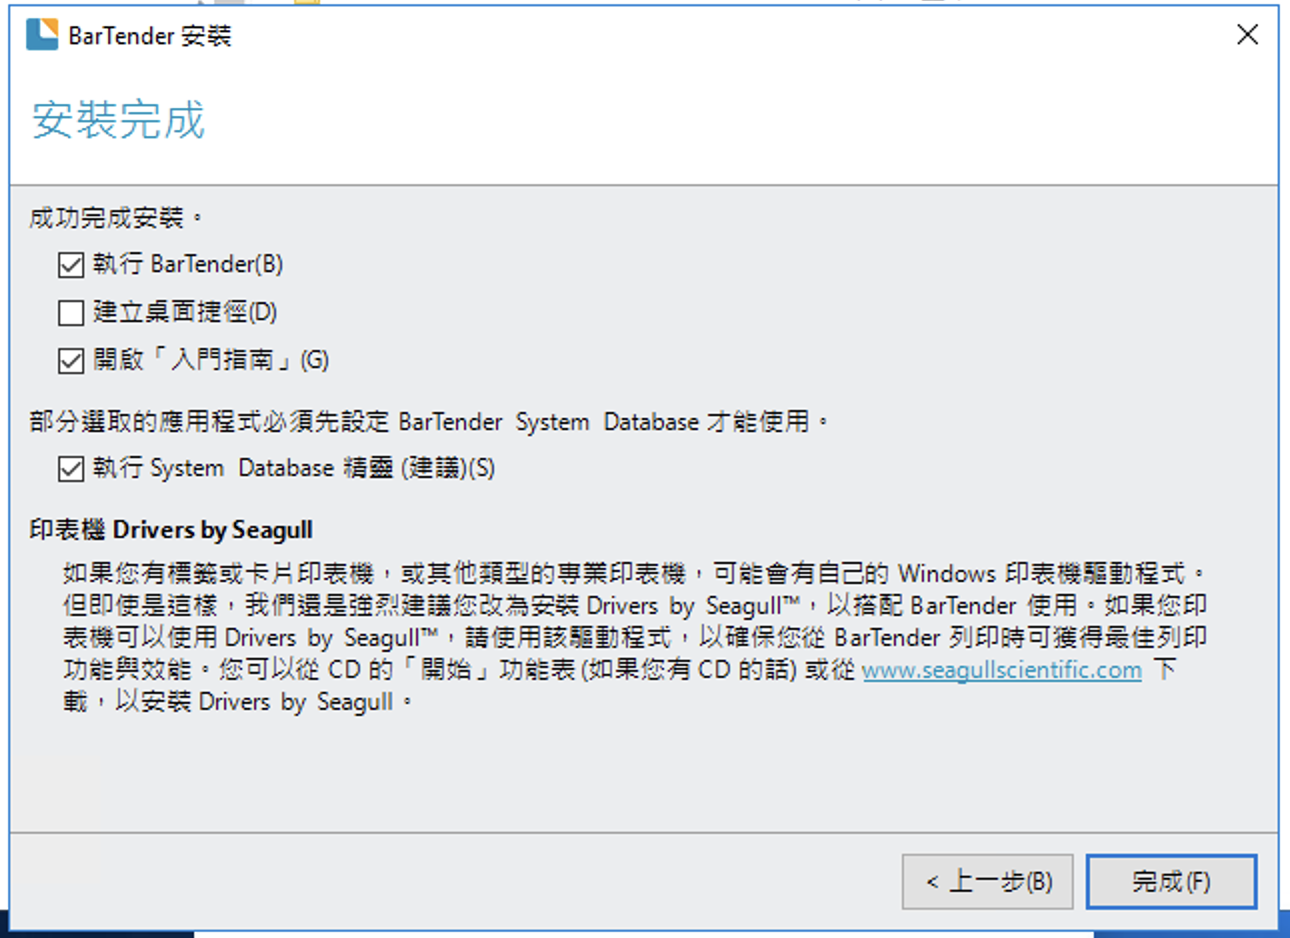 BarTender 安裝
安裝完成
成功完成安裝。
執行 BarTender(B)
建立桌面捷徑(D)
開啟「入門指南」(G)
部分選取的應用程式必須先設定 BarTender System Database 才能使用。
執行 System Database 精靈 (建議)(S)
印表機 Drivers by Seagull
如果您有標籤或卡片印表機，或其他類型的專業印表機，可能會有自己的 Windows 印表機驅動程式。
但即使是這樣，我們還是強烈建議您改為安裝 Drivers by Seagull™，以搭配 BarTender 使用。如果您印
表機可以使用 Drivers by Seagull™，請使用該驅動程式，以確保您從 BarTender 列印時可獲得最佳列印
功能與效能。您可以從 CD 的「開始」功能表 (如果您有 CD 的話) 或從 www.seagullscientific.com 下
載，以安裝 Drivers by Seagull。
< 上一步(B)
完成(F)